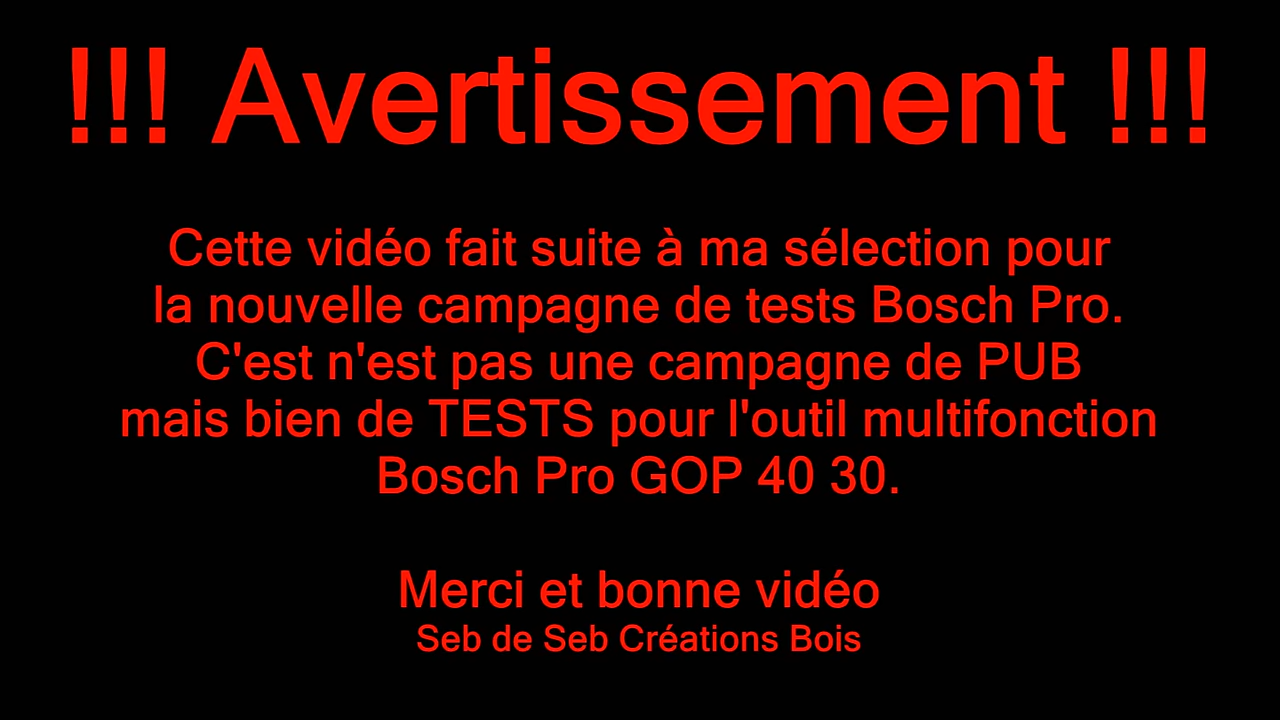 !!! Avertissement !!!
Cette vidéo fait suite à ma sélection pour
la nouvelle campagne de tests Bosch Pro.
C'est n'est pas une campagne de PUB
mais bien de TESTS pour l'outil multifonction
Bosch Pro GOP 40 30.
Merci et bonne vidéo
Seb de Seb Créations Bois